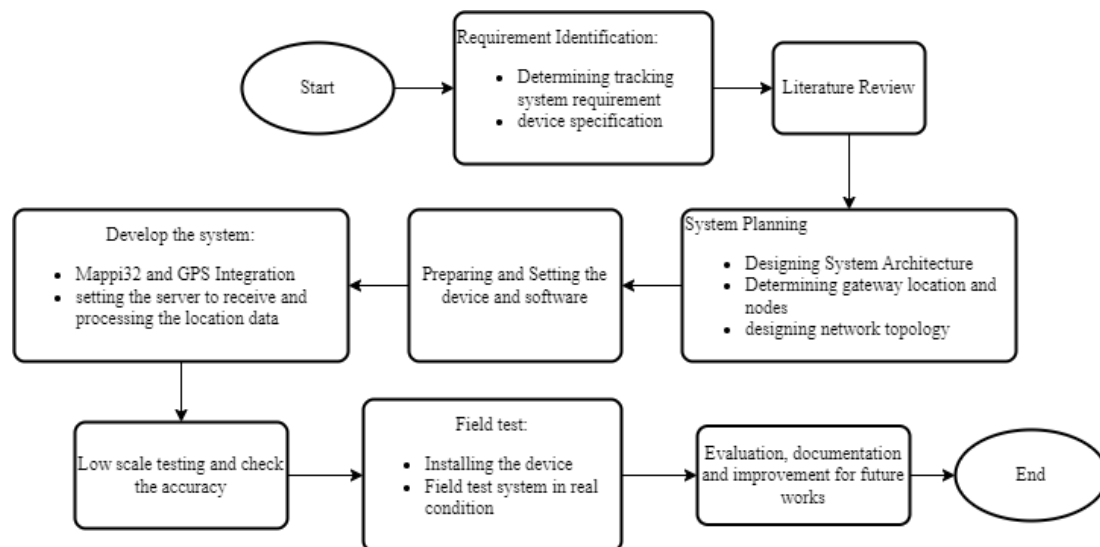 Start
Requirement Identification:
• Determining tracking
system requirement
• device specification
Literature Review
System Planning
• Designing System Architecture
• Determining gateway location and
nodes
• designing network topology
Preparing and Setting the
device and software
Develop the system:
• Mappi32 and GPS Integration
• setting the server to receive and
processing the location data
Low scale testing and check
the accuracy
Field test:
• Installing the device
• Field test system in real
condition
Evaluation, documentation
and improvement for future
works
End